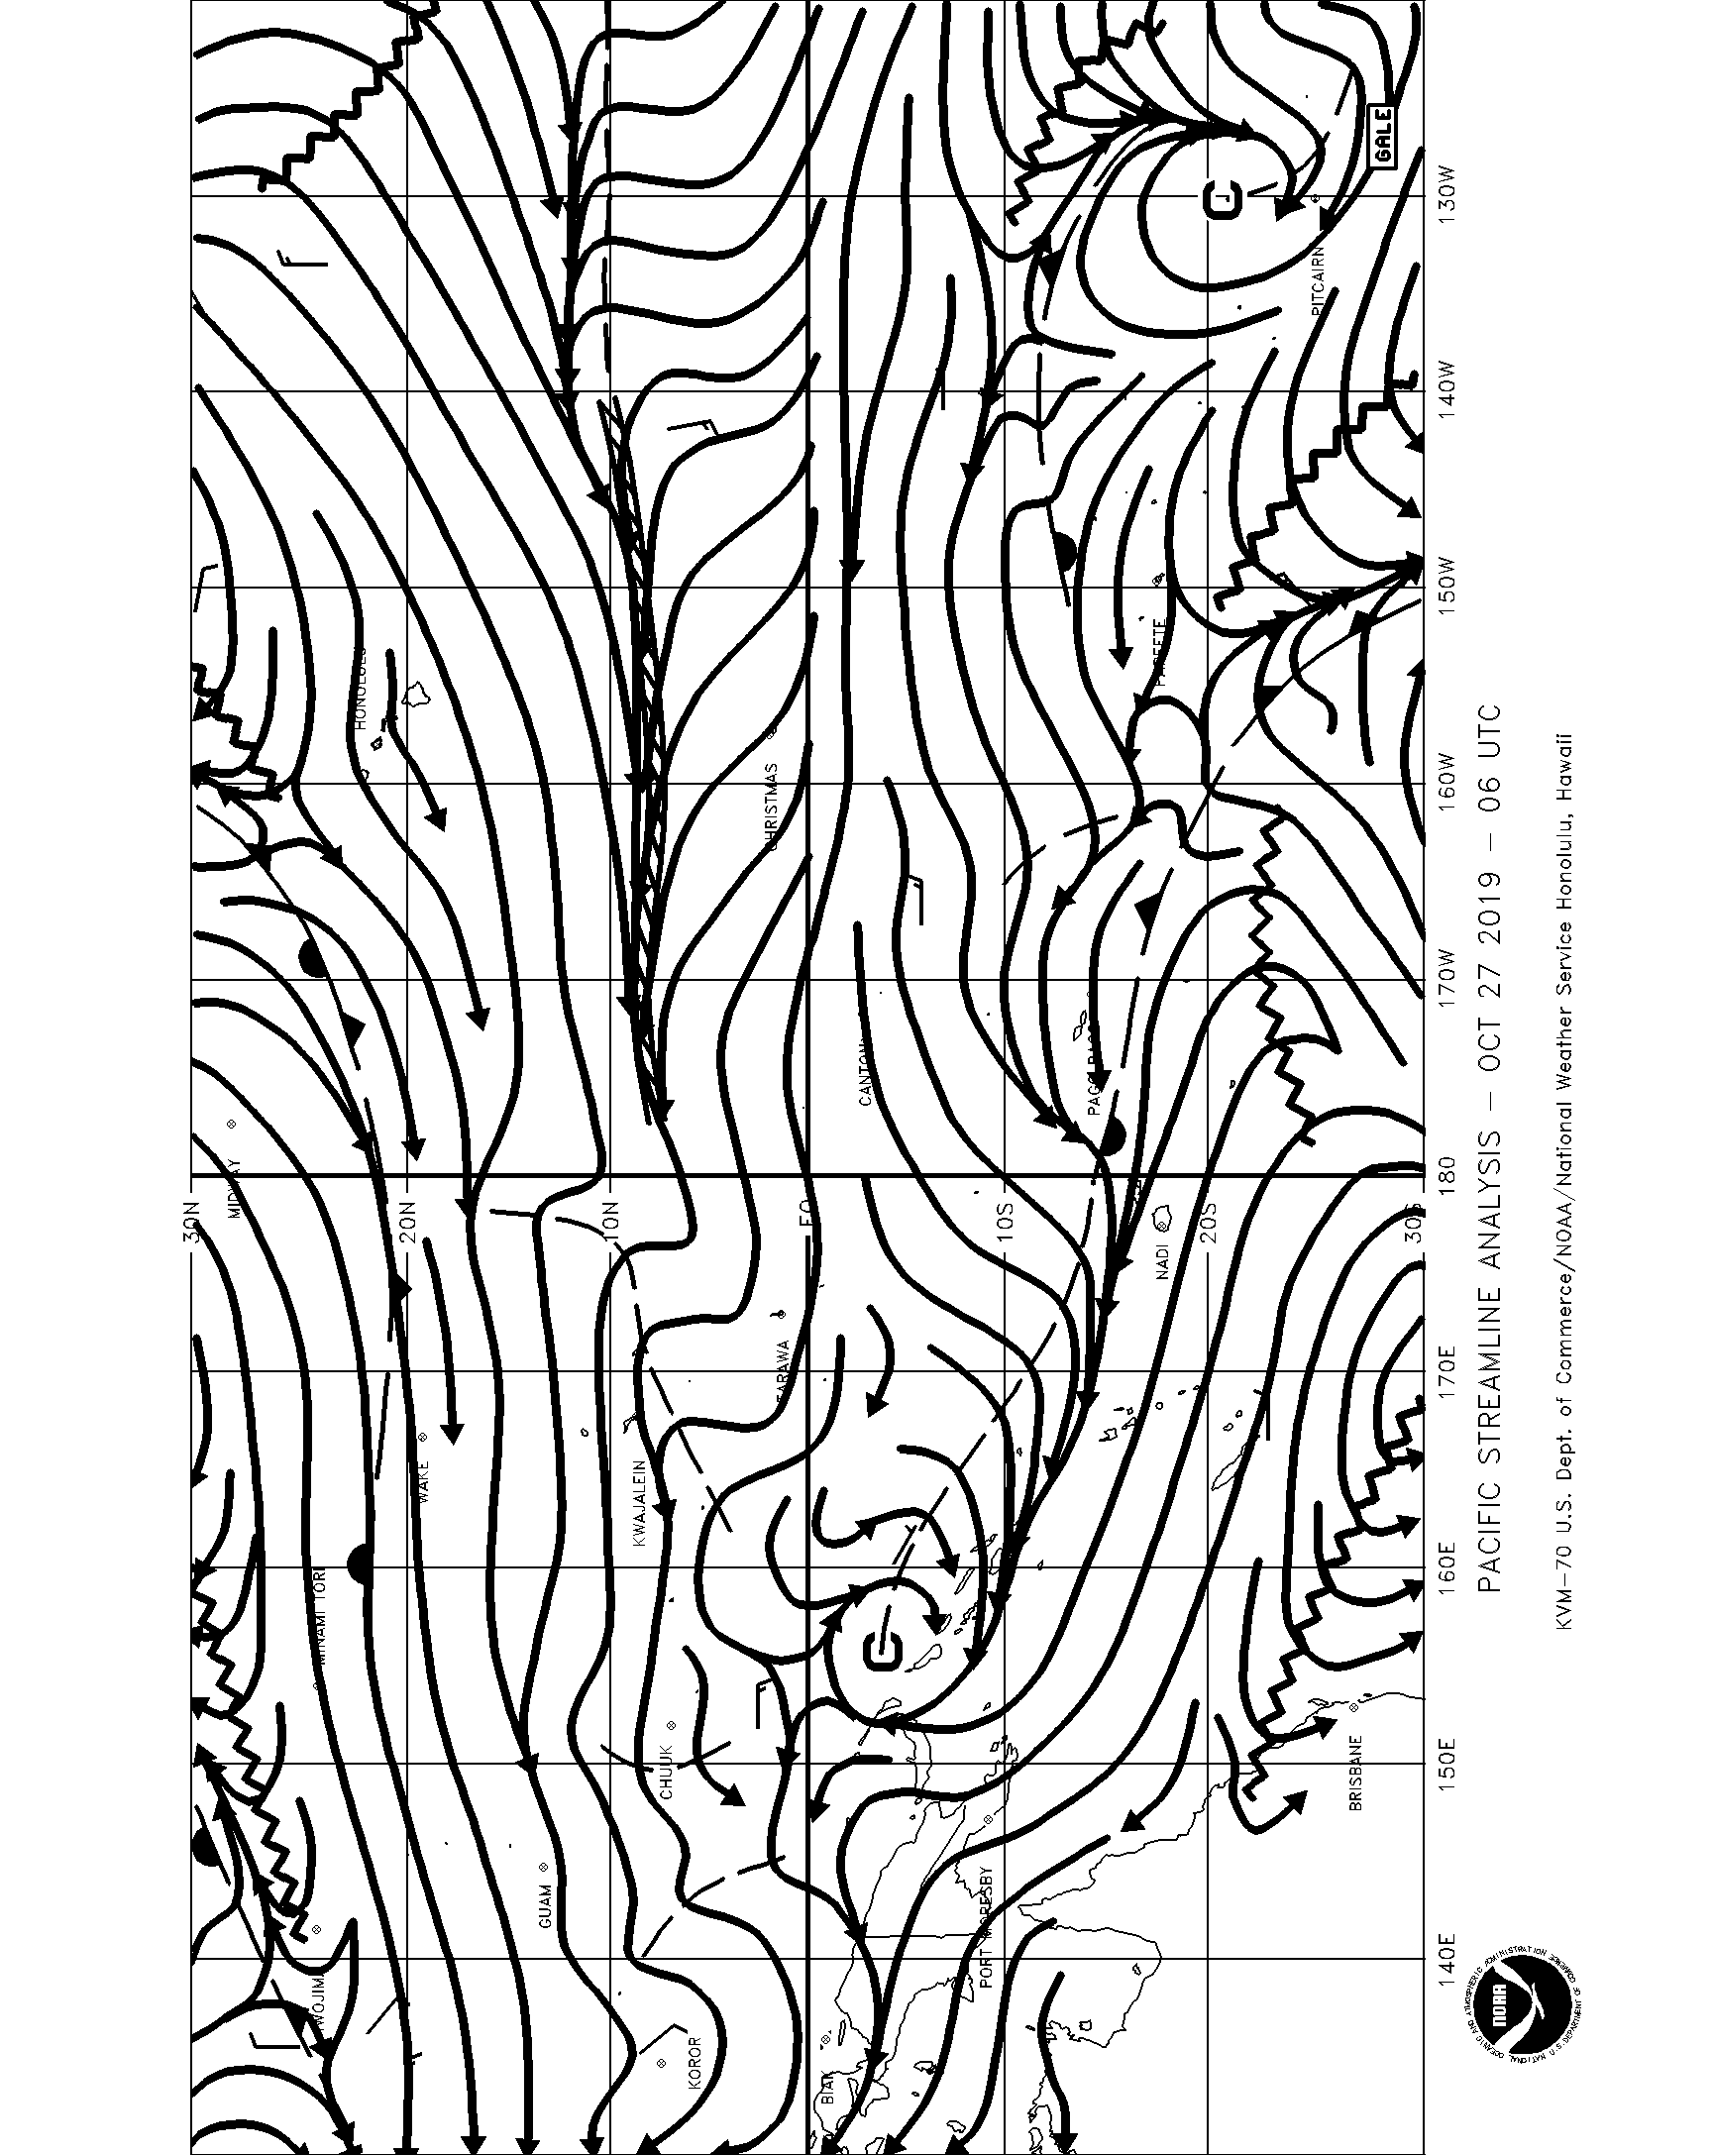 30N
20N
10N
EQ
10S
20S
30S
130W
140W
150W
160W
170W
180
170E
160E
150E
140E
GALE
PITCAIRN
PAPEETE
HONOLULU
CHRISTMAS
CANTON
PAGO PAGO
MIDWAY
NADI
TARAWA
WAKE
KWAJALEIN
MINAMI TORI
CHUUK
BRISBANE
GUAM
PORT MORESBY
IWOJIMA
KOROR
BIAK
C
C
PACIFIC STREAMLINE ANALYSIS – OCT 27 2019 – 06 UTC
KVM–70 U.S. Dept. of Commerce/NOAA/National Weather Service Honolulu, Hawaii
NOAA
NATIONAL OCEANIC AND ATMOSPHERIC ADMINISTRATION
U.S. DEPARTMENT OF COMMERCE